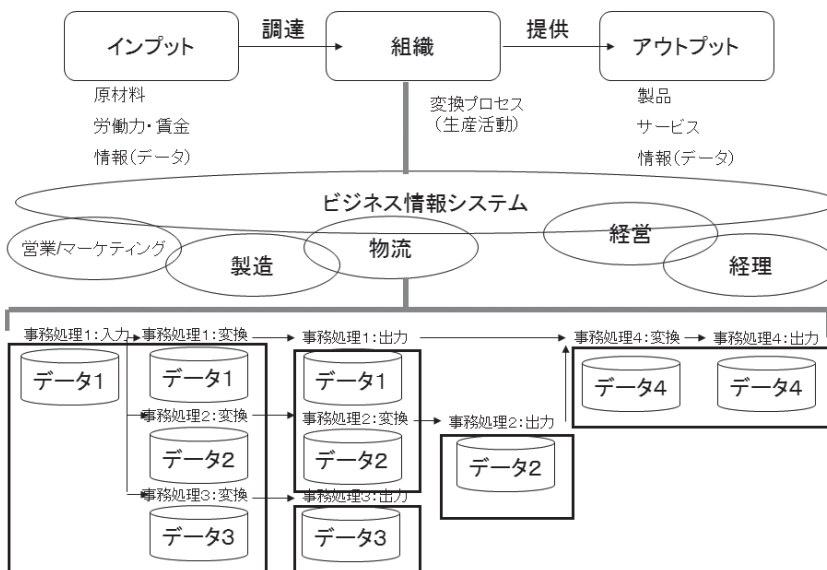 インプット
調達
組織
提供
アウトプット
原材料
労働力・賃金
情報(データ)
変換プロセス
(生産活動)
製品
サービス
情報(データ)
ビジネス情報システム
営業/マーケティング
製造
物流
経営
経理
事務処理1:入力
事務処理1:変換
事務処理1:出力
事務処理4:変換
事務処理4:出力
データ1
データ1
データ1
データ4
データ4
事務処理2:変換
事務処理2:変換
事務処理2:出力
データ2
データ2
データ2
事務処理3:変換
事務処理3:出力
データ3
データ3